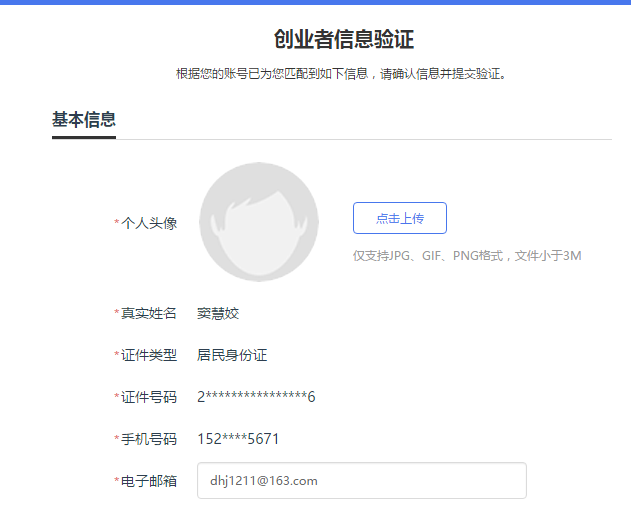 创业者信息验证
根据您的账号已为您匹配到如下信息，请确认信息并提交验证。
基本信息
*个人头像
点击上传
仅支持JPG、GIF、PNG格式，文件小于3M
*真实姓名 窦慧姣
*证件类型 居民身份证
*证件号码 2****************6
*手机号码 152****5671
*电子邮箱 dhj1211@163.com